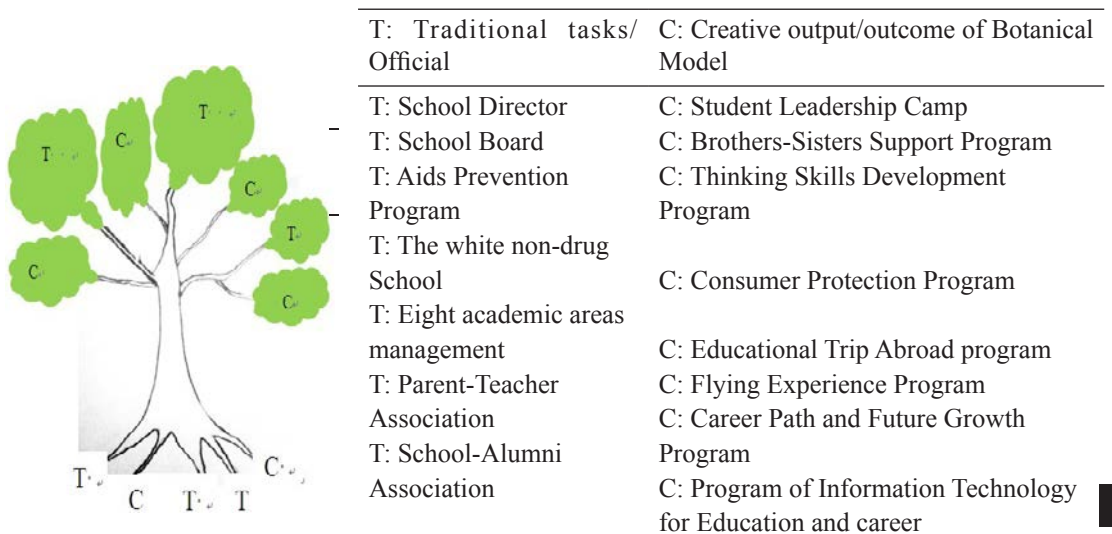 T: Traditional tasks/
Official
C: Creative output/outcome of Botanical
Model
T: School Director
T: School Board
T: Aids Prevention
Program
T: The white non-drug
School
T: Eight academic areas
management
T: Parent-Teacher
Association
T: School-Alumni
Association
C: Student Leadership Camp
C: Brothers-Sisters Support Program
C: Thinking Skills Development
Program
C: Consumer Protection Program
C: Educational Trip Abroad program
C: Flying Experience Program
C: Career Path and Future Growth
Program
C: Program of Information Technology
for Education and career
T
C
T
C
T
C
C
T
C
T
T
C